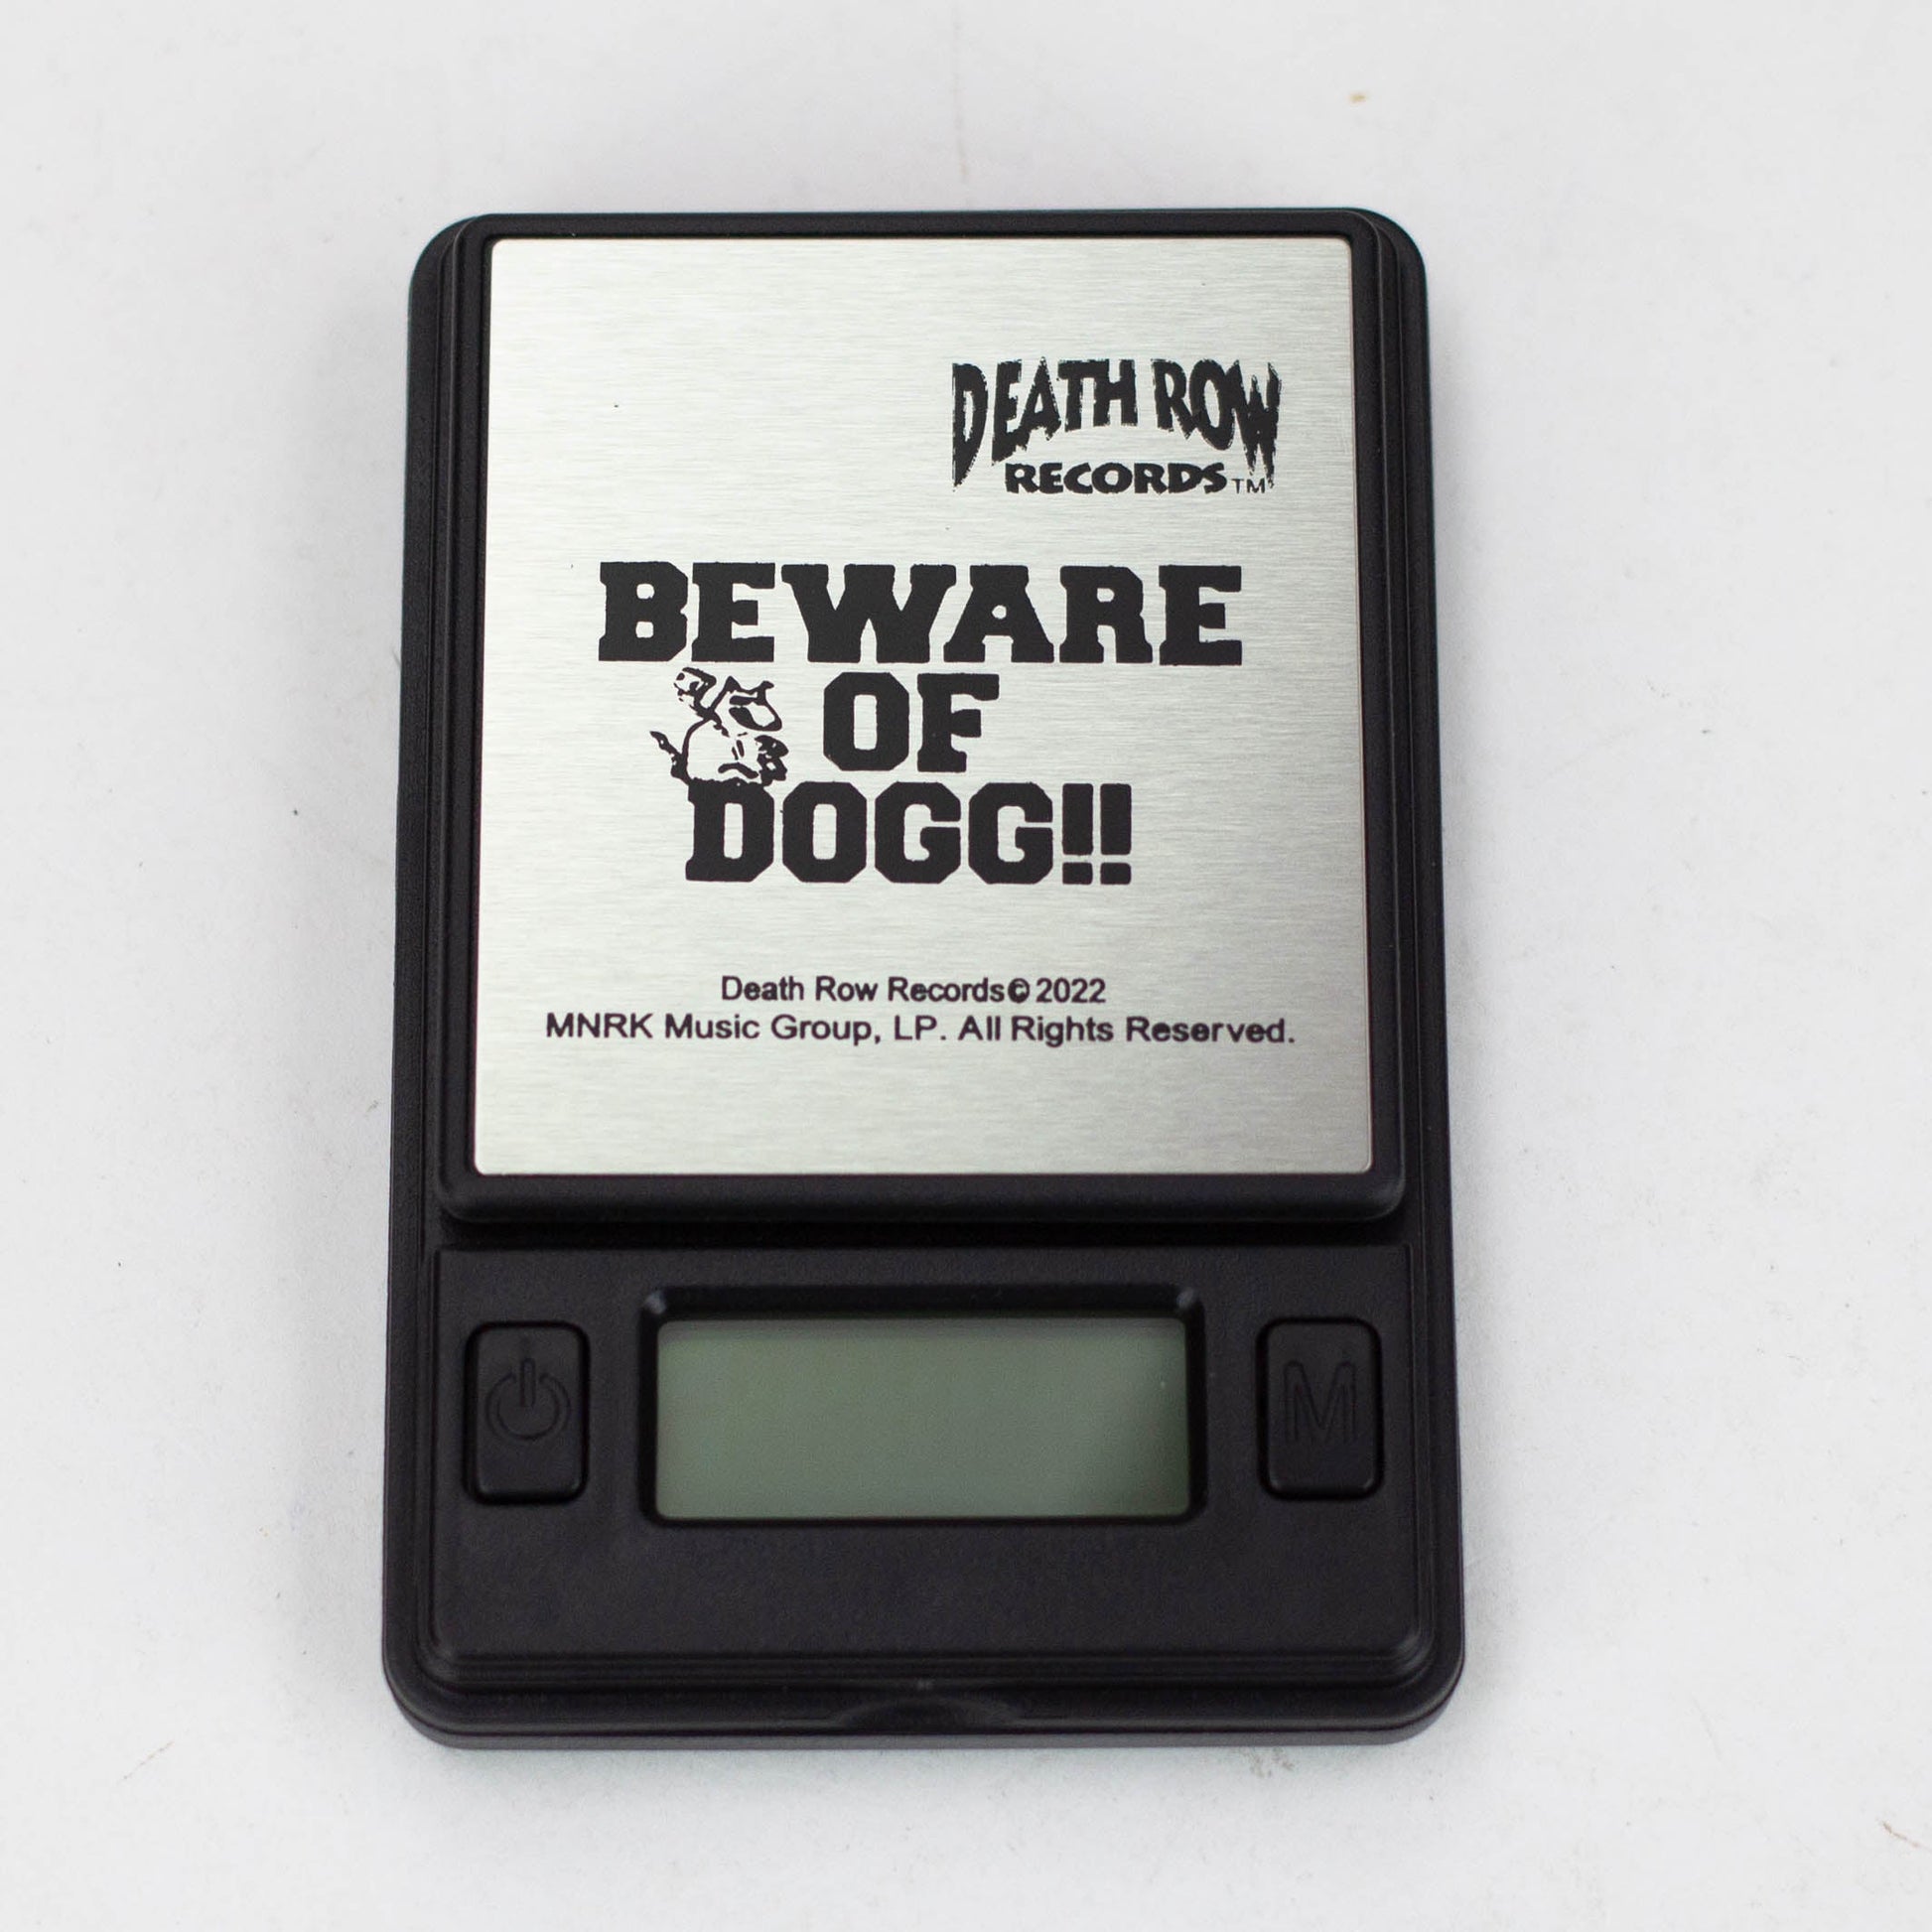 DEATH ROW
RECORDS™
BEWARE
OF
DOGG!!
Death Row Records© 2022
MNRK Music Group, LP. All Rights Reserved.
M